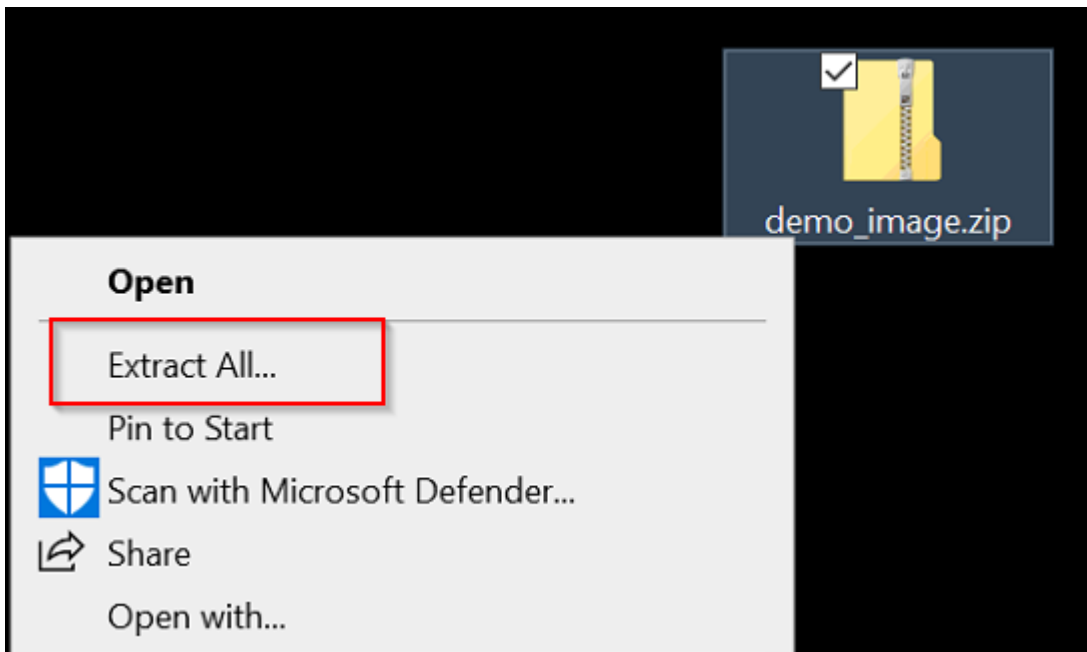 demo_image.zip
Open
Extract All...
Pin to Start
Scan with Microsoft Defender...
Share
Open with...